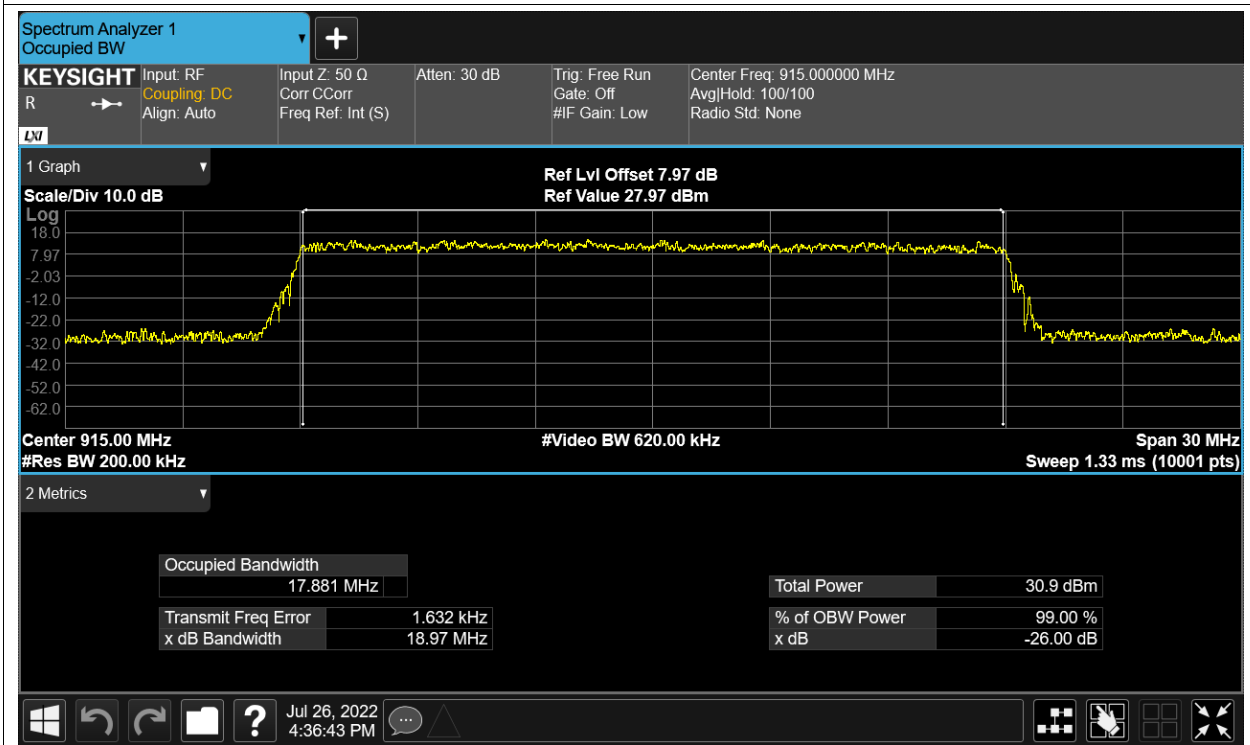 Spectrum Analyzer 1
Occupied BW
KEYSIGHT
R
LXI
Input: RF
Coupling: DC
Align: Auto
Input Z: 50 Ω
Corr CCorr
Freq Ref: Int (S)
Atten: 30 dB
Trig: Free Run
Gate: Off
#IF Gain: Low
Center Freq: 915.000000 MHz
Avg|Hold: 100/100
Radio Std: None
1 Graph
Scale/Div 10.0 dB
Ref Lvl Offset 7.97 dB
Ref Value 27.97 dBm
Log
18.0
7.97
-2.03
-12.0
-22.0
-32.0
-42.0
-52.0
-62.0
Center 915.00 MHz
#Video BW 620.00 kHz
Span 30 MHz
#Res BW 200.00 kHz
Sweep 1.33 ms (10001 pts)
2 Metrics
Occupied Bandwidth
17.881 MHz
Total Power 30.9 dBm
Transmit Freq Error 1.632 kHz
% of OBW Power 99.00 %
x dB Bandwidth 18.97 MHz
x dB -26.00 dB
?
Jul 26, 2022
4:36:43 PM